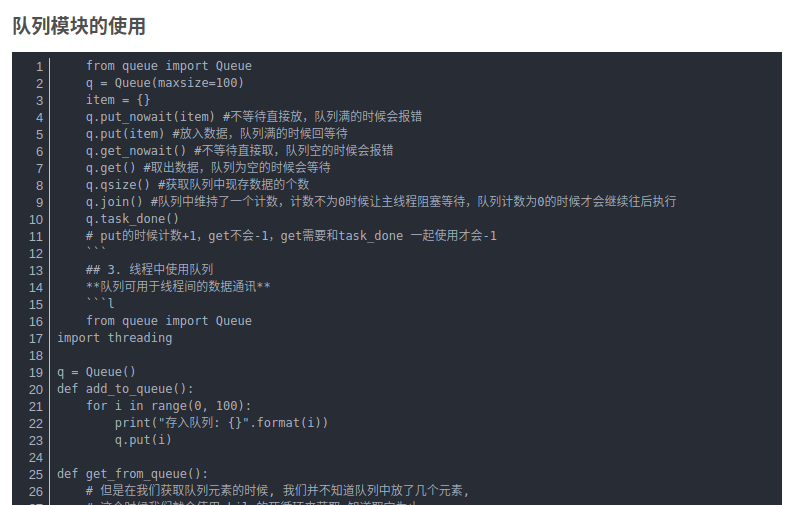 队列模块的使用
1 from queue import Queue
2 q = Queue(maxsize=100)
3 item = {}
4 q.put_nowait(item) #不等待直接放，队列满的时候会报错
5 q.put(item) #放入数据，队列满的时候回等待
6 q.get_nowait() #不等待直接取，队列空的时候会报错
7 q.get() #取出数据，队列为空的时候会等待
8 q.qsize() #获取队列中现存数据的个数
9 q.join() #队列中维持了一个计数，计数不为0时候让主线程阻塞等待，队列计数为0的时候才会继续往后执行
10 q.task_done()
11 # put的时候计数+1，get不会-1，get需要和task_done 一起使用才会-1
12 ```
13 ## 3. 线程中使用队列
14 **队列可用于线程间的数据通讯**
15 ```l
16 from queue import Queue
17 import threading
18
19 q = Queue()
20 def add_to_queue():
21 for i in range(0, 100):
22 print("存入队列: {}".format(i))
23 q.put(i)
24
25 def get_from_queue():
26 # 但是在我们获取队列元素的时候, 我们并不知道队列中放了几个元素,